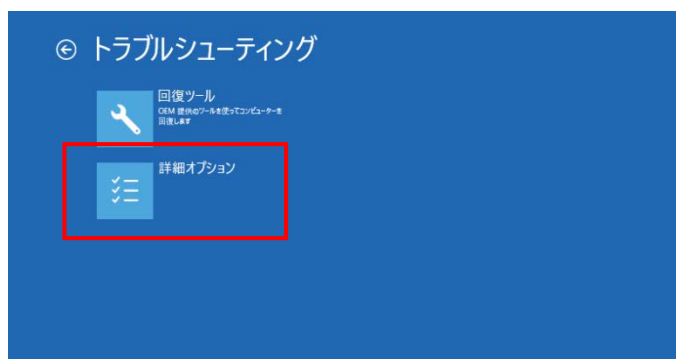 トラブルシューティング
回復ツール
OEM 提供のツールを使ってコンピューターを
回復します
詳細オプション